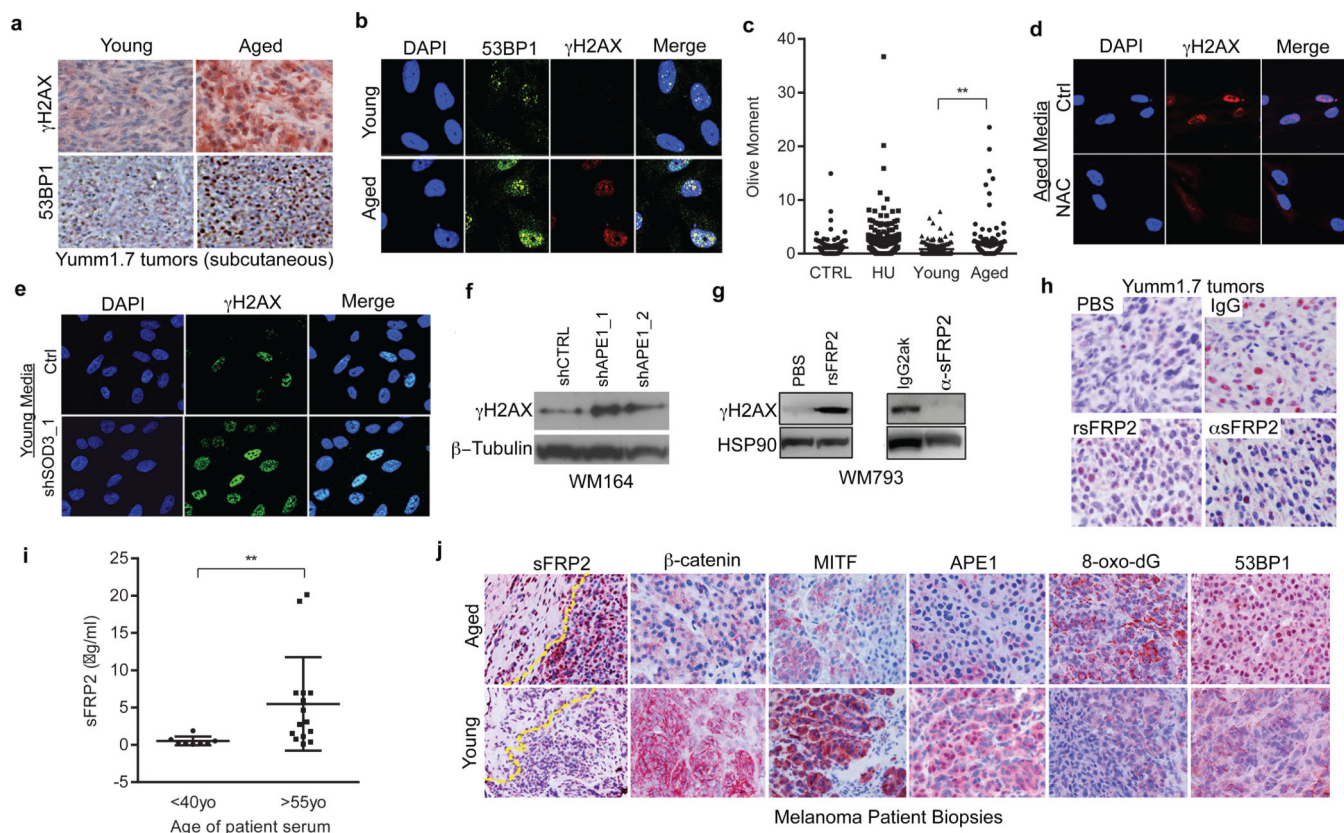 a
Young Aged
γH2AX
53BP1
Yumm1.7 tumors (subcutaneous)
b
DAPI 53BP1 γH2AX Merge
Young
Aged
c
Olive Moment
40
30
20
10
0
**
CTRL HU Young Aged
d
DAPI γH2AX Merge
Aged Media
Ctrl
NAC
e
DAPI γH2AX Merge
Young Media
Ctrl
shSOD3_1
f
shCTRL
shAPE1_1
shAPE1_2
γH2AX
β−Tubulin
WM164
g
PBS
rsFRP2
IgG2ak
α-sFRP2
γH2AX
HSP90
WM793
h
Yumm1.7 tumors
PBS IgG
rsFRP2 αsFRP2
i
sFRP2 (g/ml)
25
20
15
10
5
0
−5
**
<40yo >55yo
Age of patient serum
j
sFRP2 β-catenin MITF APE1 8-oxo-dG 53BP1
Aged
Young
Melanoma Patient Biopsies